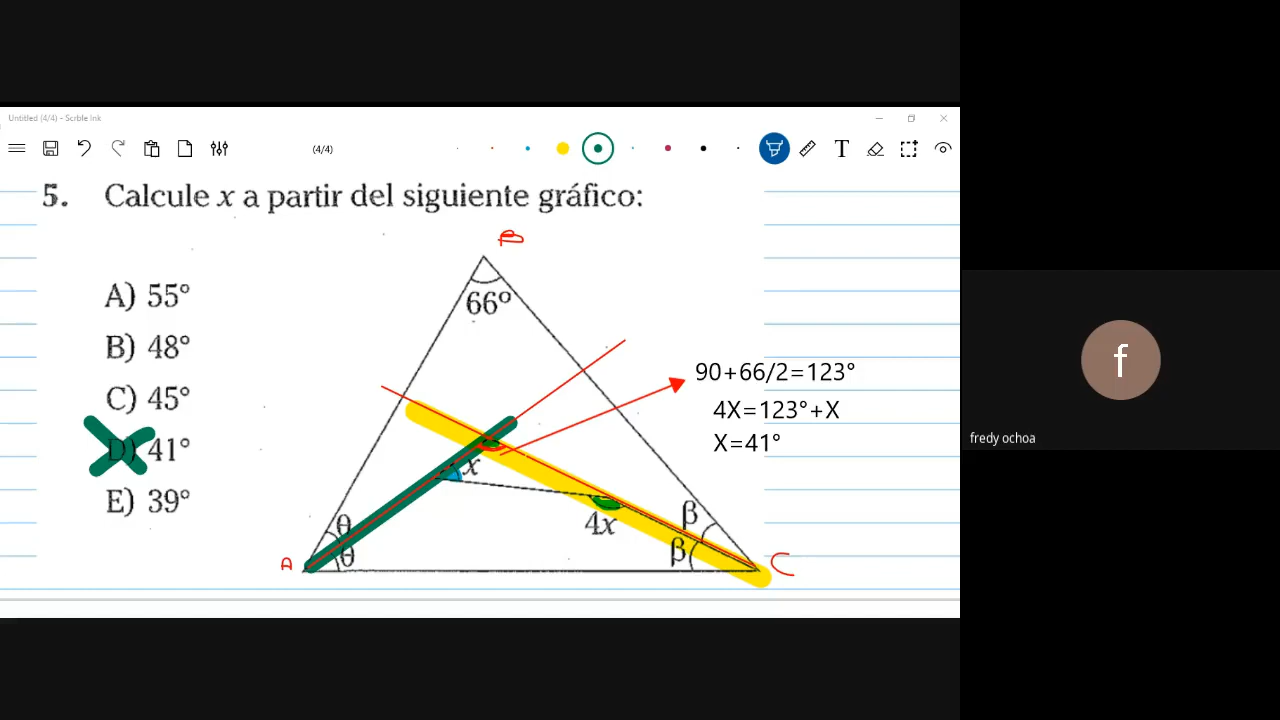 Untitled (4/4) - Scrble Ink
(4/4)
T
5. Calcule x a partir del siguiente gráfico:
B
A) 55°
66º
B) 48°
90+66/2=123°
C) 45°
4X=123°+X
D) 41°
X=41°
x
E) 39°
θ
θ
4x
β
β
A
C
f
fredy ochoa